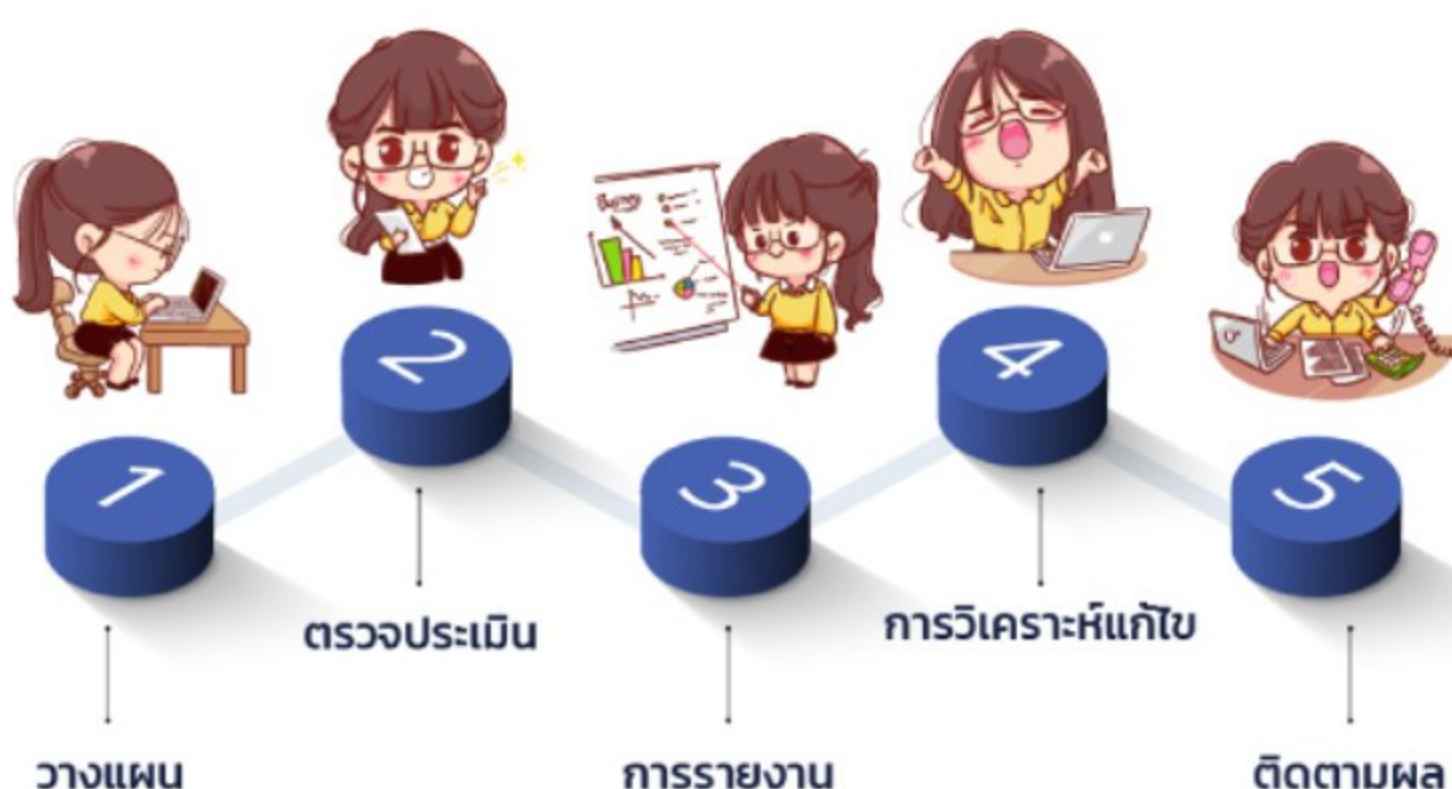 1
วางแผน
2
ตรวจประเมิน
3
การรายงาน
4
การวิเคราะห์แก้ไข
5
ติดตามผล